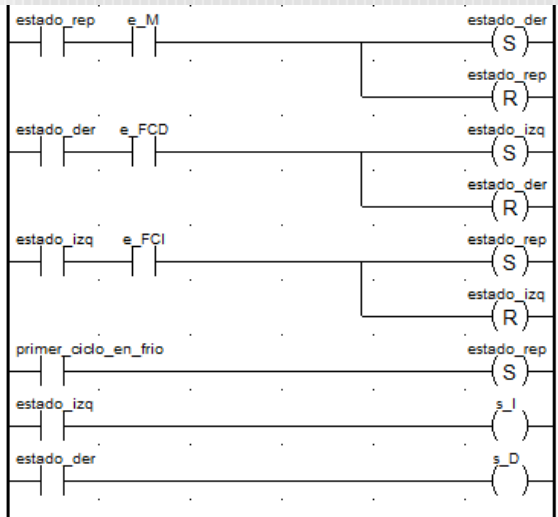 estado_rep e_M estado_der
S
estado_rep
R
estado_der e_FCD estado_izq
S
estado_der
R
estado_izq e_FCI estado_rep
S
estado_izq
R
primer_ciclo_en_frio estado_rep
S
estado_izq s_I
estado_der s_D